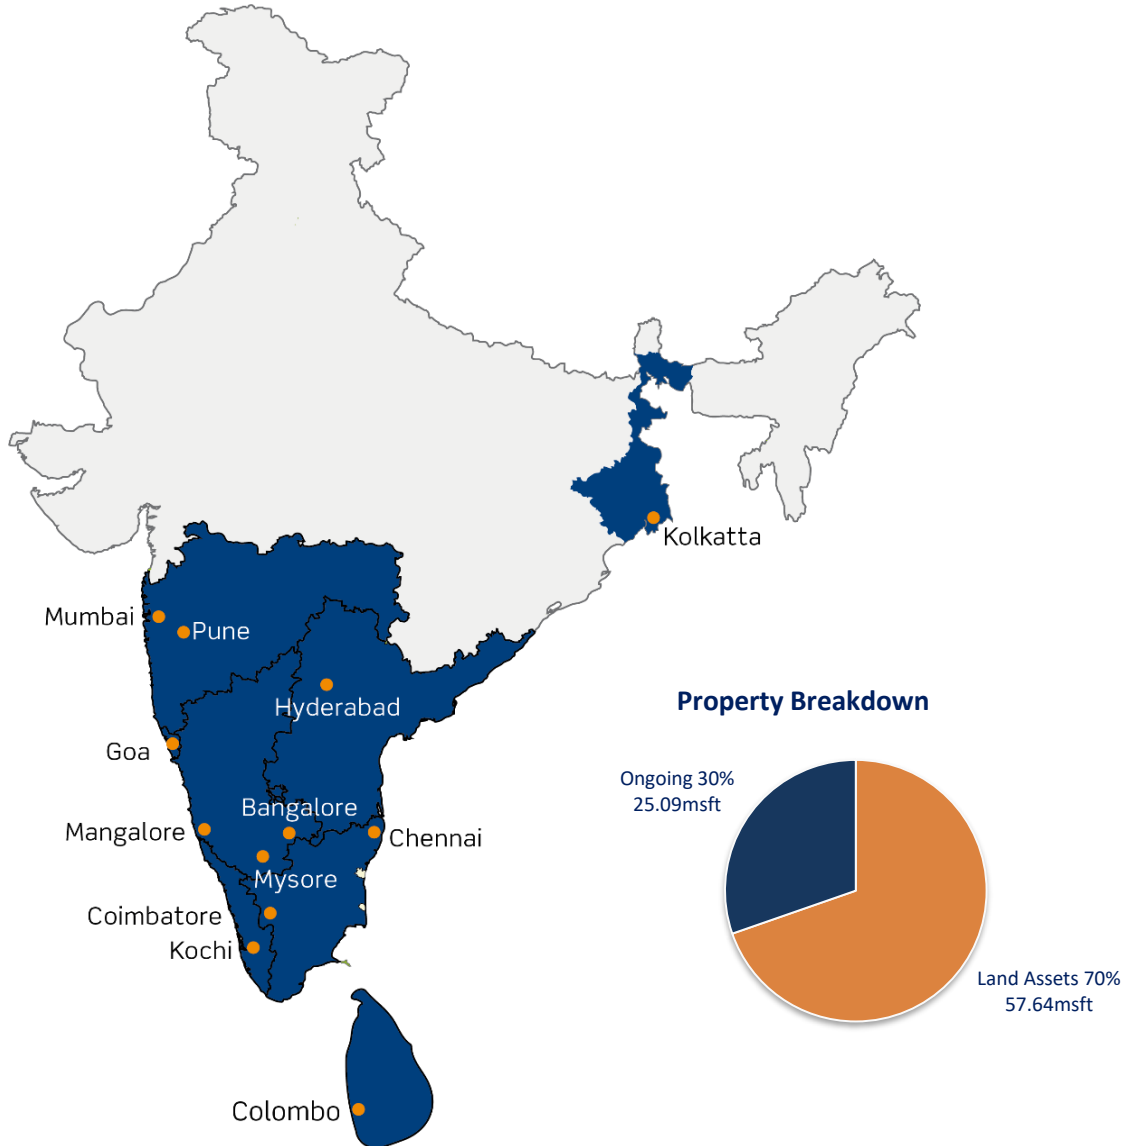 Kolkatta
Mumbai
Pune
Hyderabad
Property Breakdown
Goa
Ongoing 30%
25.09msft
Bangalore
Mangalore
Chennai
Mysore
Coimbatore
Kochi
Land Assets 70%
57.64msft
Colombo